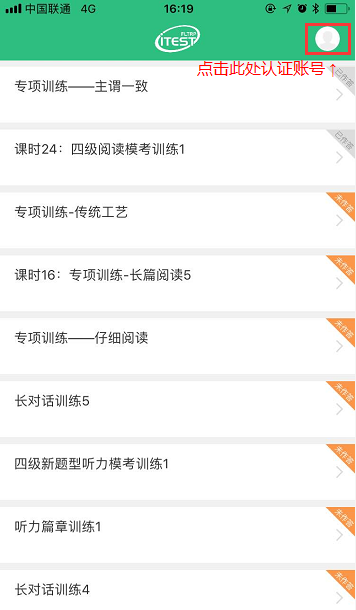 中国联通 4G 16:19
FLTRP
iTEST
点击此处认证账号↑
专项训练——主谓一致
已作答
课时24：四级阅读模考训练1
已作答
专项训练-传统工艺
未作答
课时16：专项训练-长篇阅读5
未作答
专项训练——仔细阅读
未作答
长对话训练5
未作答
四级新题型听力模考训练1
未作答
听力篇章训练1
未作答
长对话训练4
未作答